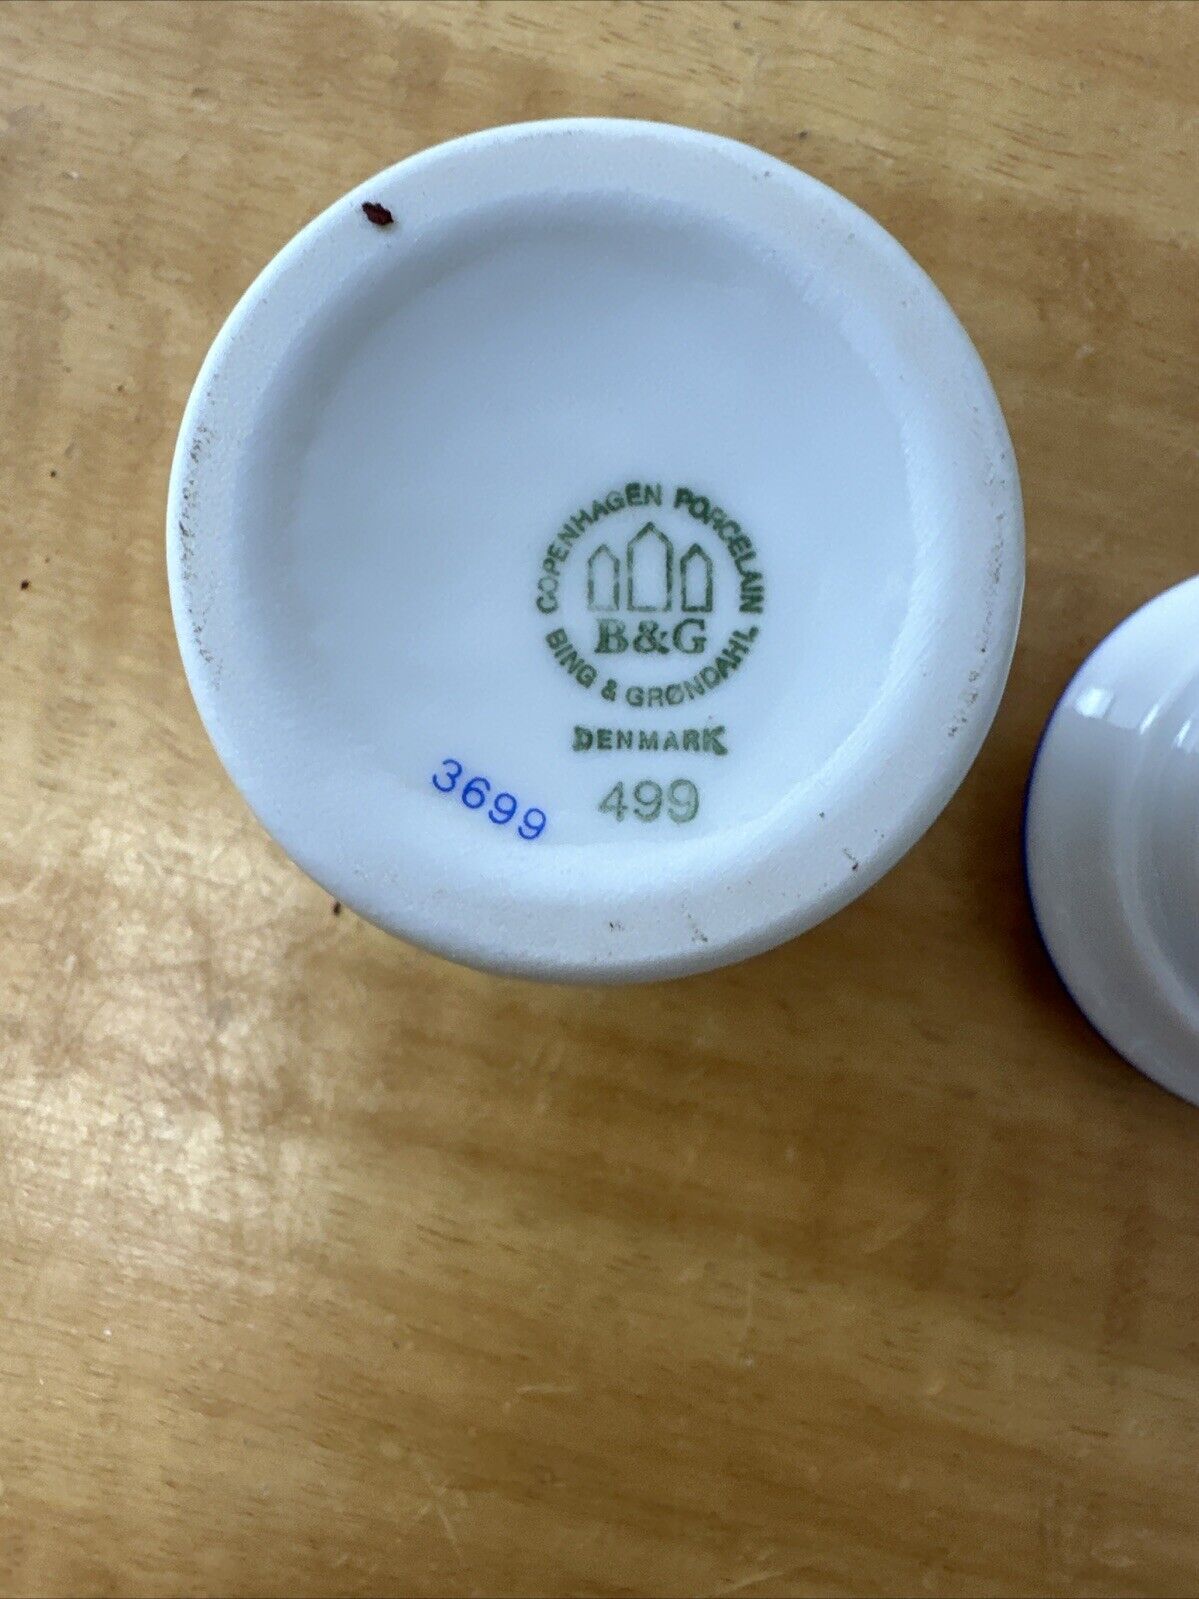 COPENHAGEN PORCELAIN
B&G
BING & GRØNDAHL
DENMARK
3699 499